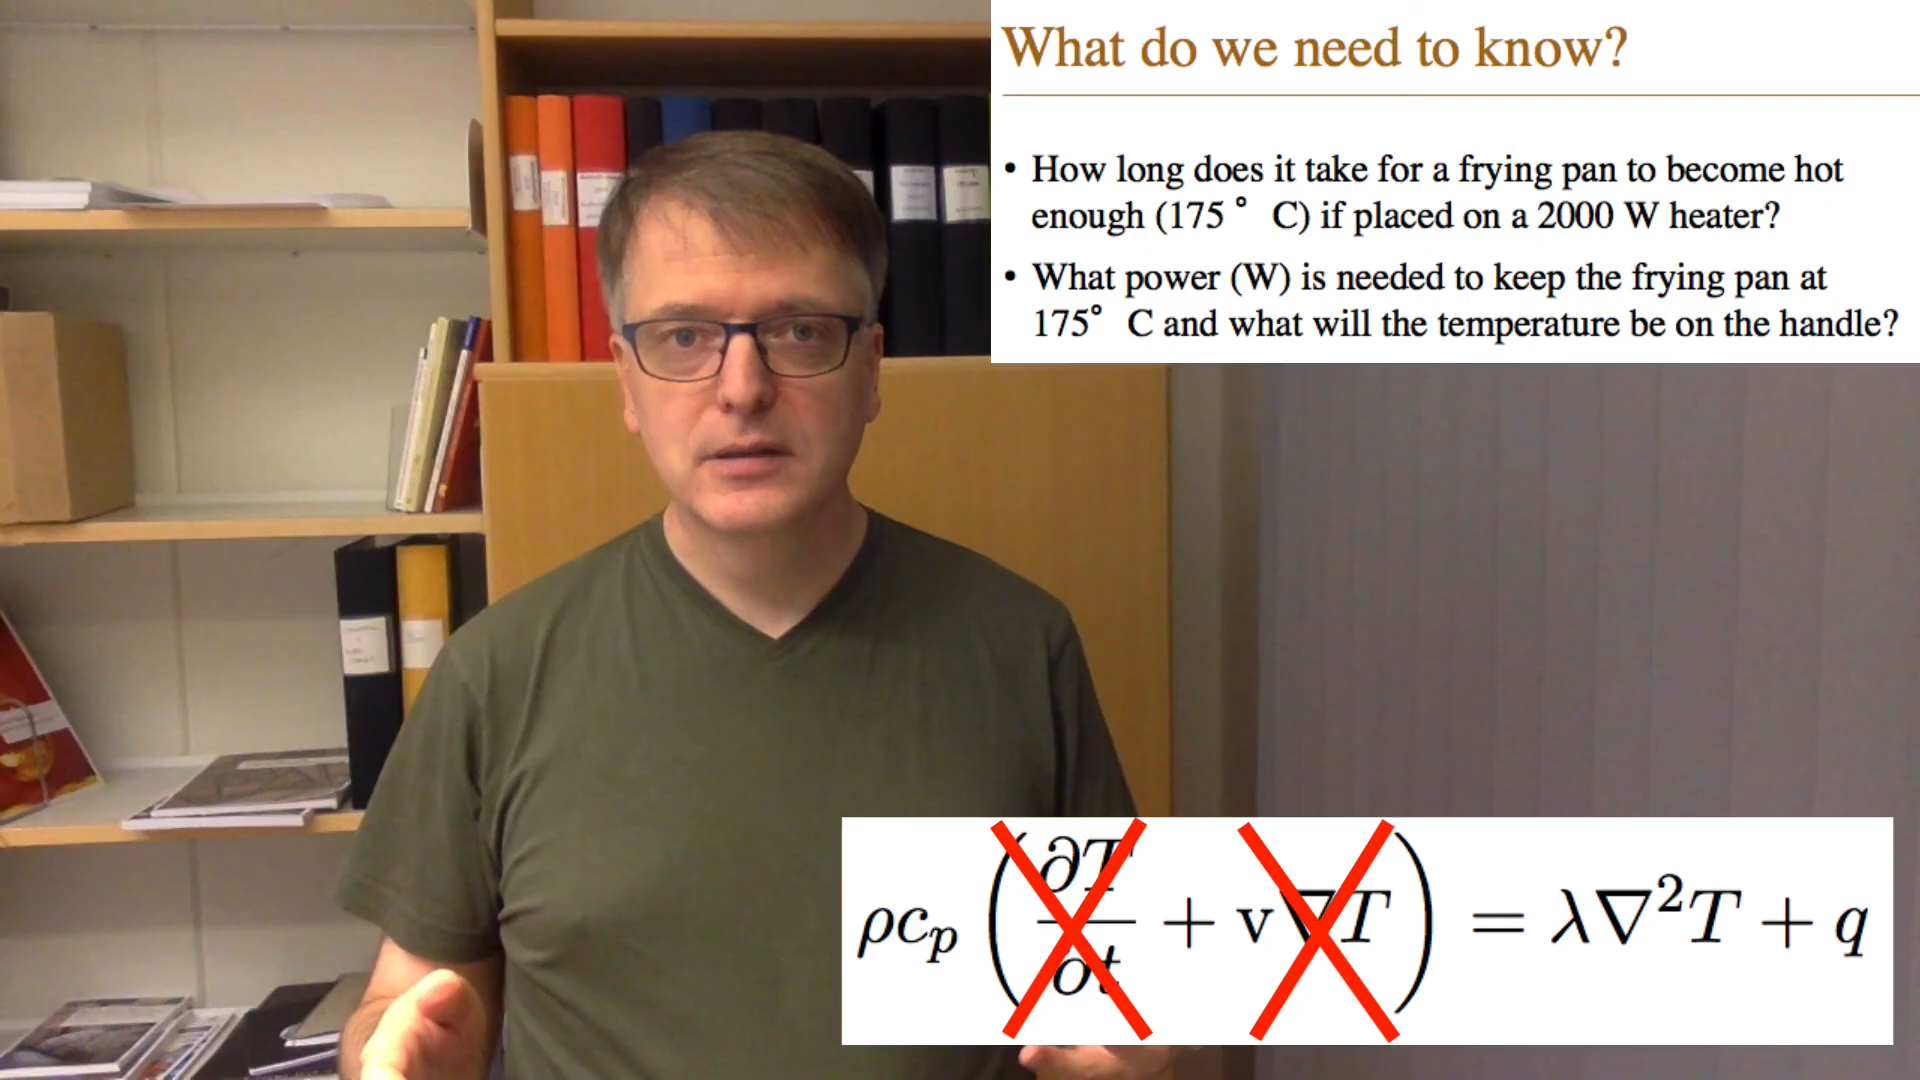 What do we need to know?
• How long does it take for a frying pan to become hot
enough (175 ° C) if placed on a 2000 W heater?
• What power (W) is needed to keep the frying pan at
175° C and what will the temperature be on the handle?
ρc_p (∂T/∂t + v∇T) = λ∇²T + q